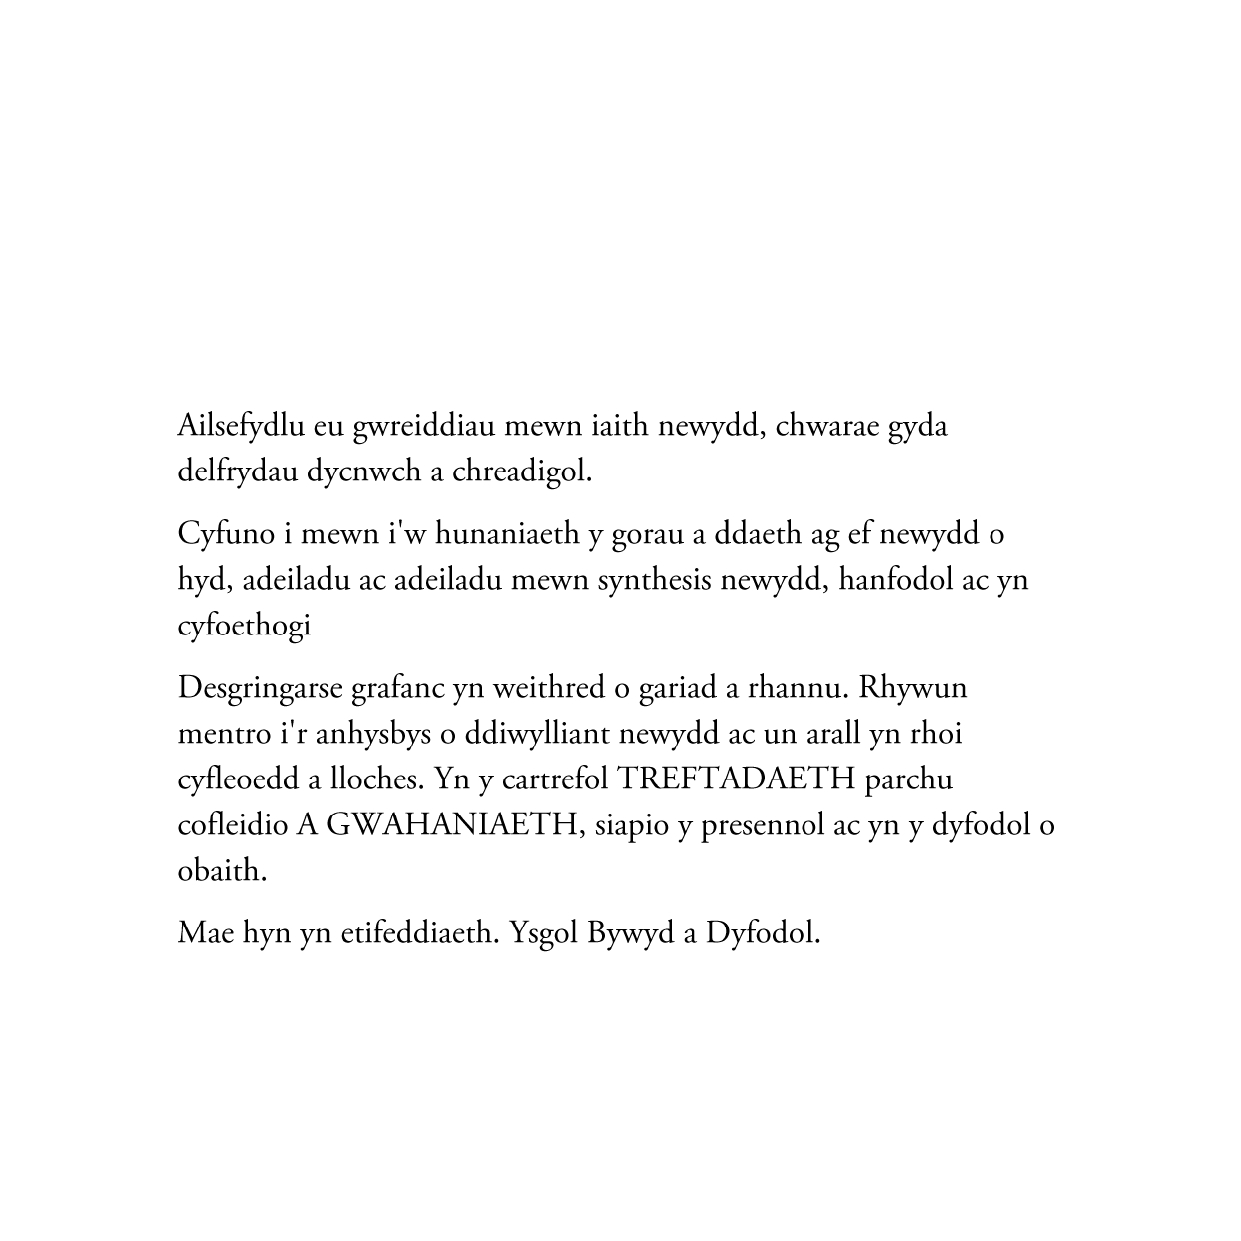 Ailsefydlu eu gwreiddiau mewn iaith newydd, chwarae gyda
delfrydau dycnwch a chreadigol.
Cyfuno i mewn i'w hunaniaeth y gorau a ddaeth ag ef newydd o
hyd, adeiladu ac adeiladu mewn synthesis newydd, hanfodol ac yn
cyfoethogi
Desgringarse grafanc yn weithred o gariad a rhannu. Rhywun
mentro i'r anhysbys o ddiwylliant newydd ac un arall yn rhoi
cyfleoedd a lloches. Yn y cartrefol TREFTADAETH parchu
cofleidio A GWAHANIAETH, siapio y presennol ac yn y dyfodol o
obaith.
Mae hyn yn etifeddiaeth. Ysgol Bywyd a Dyfodol.